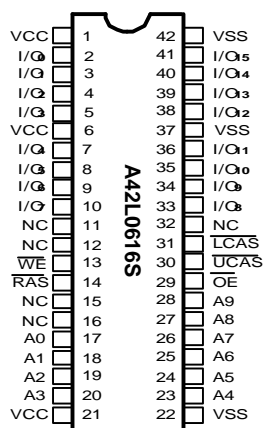 VCC 1 42 VSS
I/O0 2 41 I/O15
I/O1 3 40 I/O14
I/O2 4 39 I/O13
I/O3 5 38 I/O12
VCC 6 37 VSS
I/O4 7 36 I/O11
I/O5 8 35 I/O10
I/O6 9 34 I/O9
I/O7 10 33 I/O8
NC 11 32 NC
NC 12 31 LCAS
WE 13 30 UCAS
RAS 14 29 OE
NC 15 28 A9
NC 16 27 A8
A0 17 26 A7
A1 18 25 A6
A2 19 24 A5
A3 20 23 A4
VCC 21 22 VSS
A42L0616S